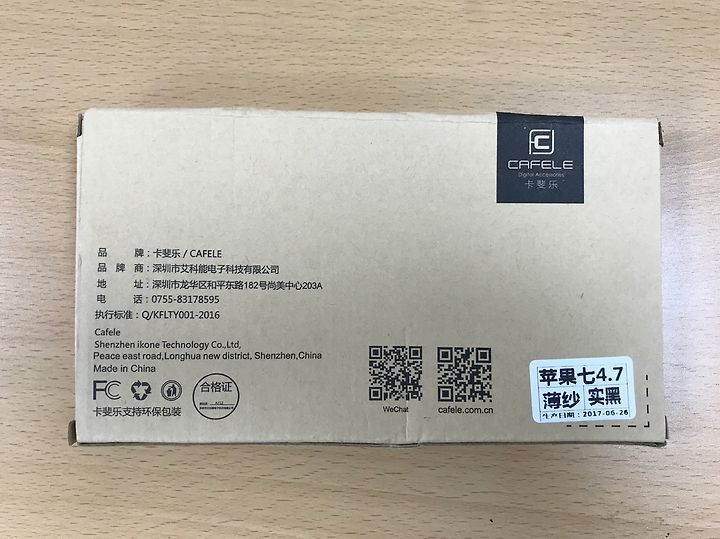 CAFELE
Digital Accessories
卡斐乐
品 牌：卡斐乐 / CAFELE
品 牌 商：深圳市艾科能电子科技有限公司
地 址：深圳市龙华区和平东路182号尚美中心203A
电 话：0755-83178595
执行标准：Q/KFLTY001-2016
Cafele
Shenzhen ikone Technology Co.,Ltd,
Peace east road,Longhua new district, Shenzhen,China
Made in China
FC
合格证
卡斐乐支持环保包装
WeChat
cafele.com.cn
苹果七4.7
薄纱 实黑
生产日期：2017-06-26